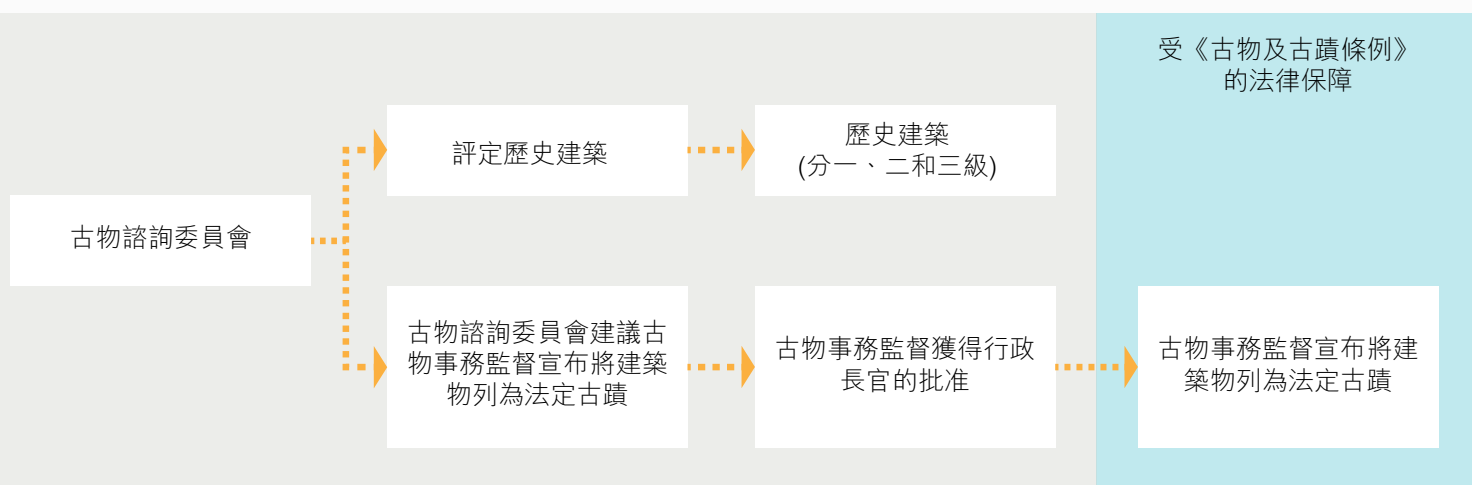 受《古物及古蹟條例》
的法律保障
評定歷史建築
歷史建築
(分一、二和三級)
古物諮詢委員會
古物諮詢委員會建議古
物事務監督宣布將建築
物列為法定古蹟
古物事務監督獲得行政
長官的批准
古物事務監督宣布將建
築物列為法定古蹟